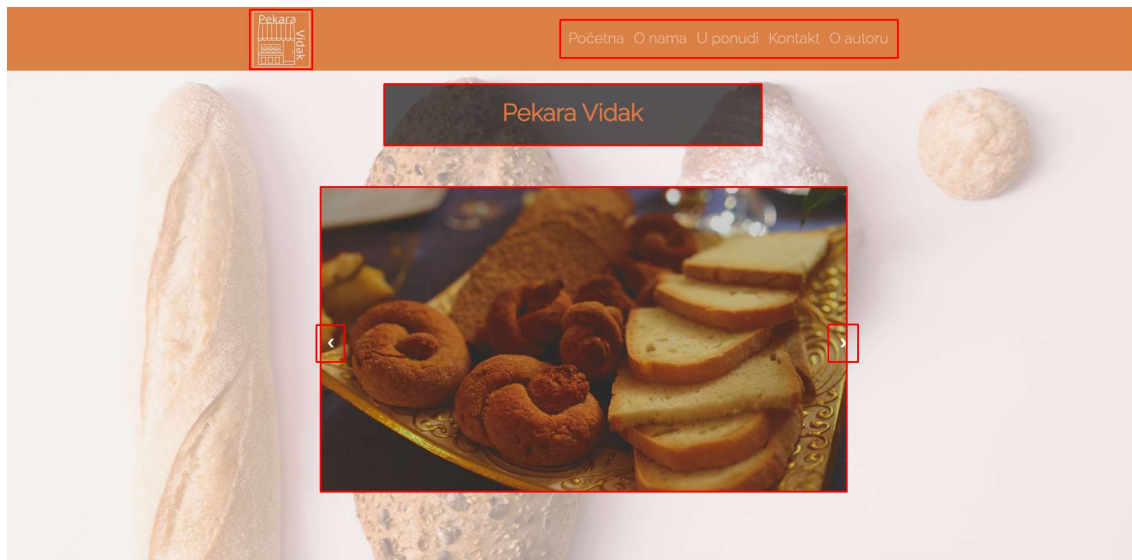 Pekara
Vidak
Početna O nama U ponudi Kontakt O autoru
Pekara Vidak
‹ ›